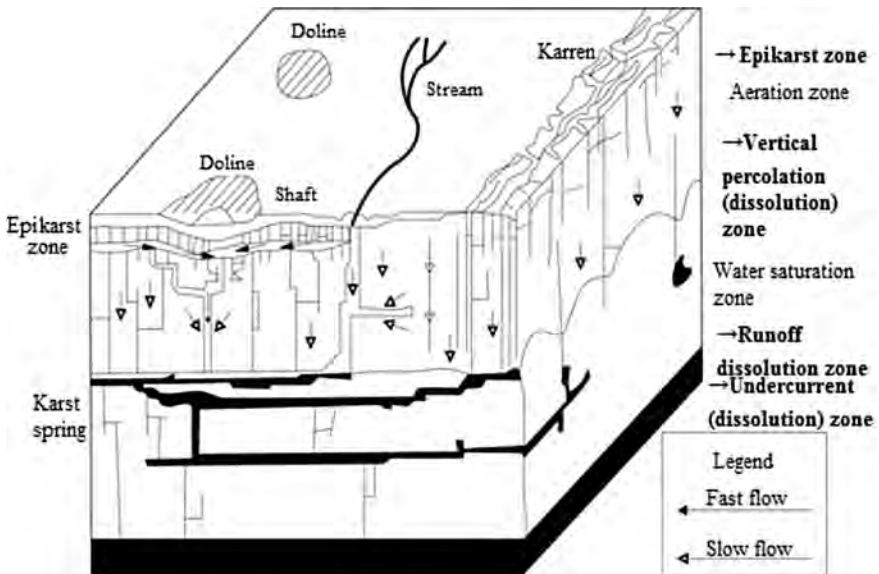 Doline
Karren
Stream
Doline
Shaft
Epikarst
zone
Karst
spring
→Epikarst zone
Aeration zone
→Vertical
percolation
(dissolution)
zone
Water saturation
zone
→Runoff
dissolution zone
→Undercurrent
(dissolution) zone
Legend
Fast flow
Slow flow